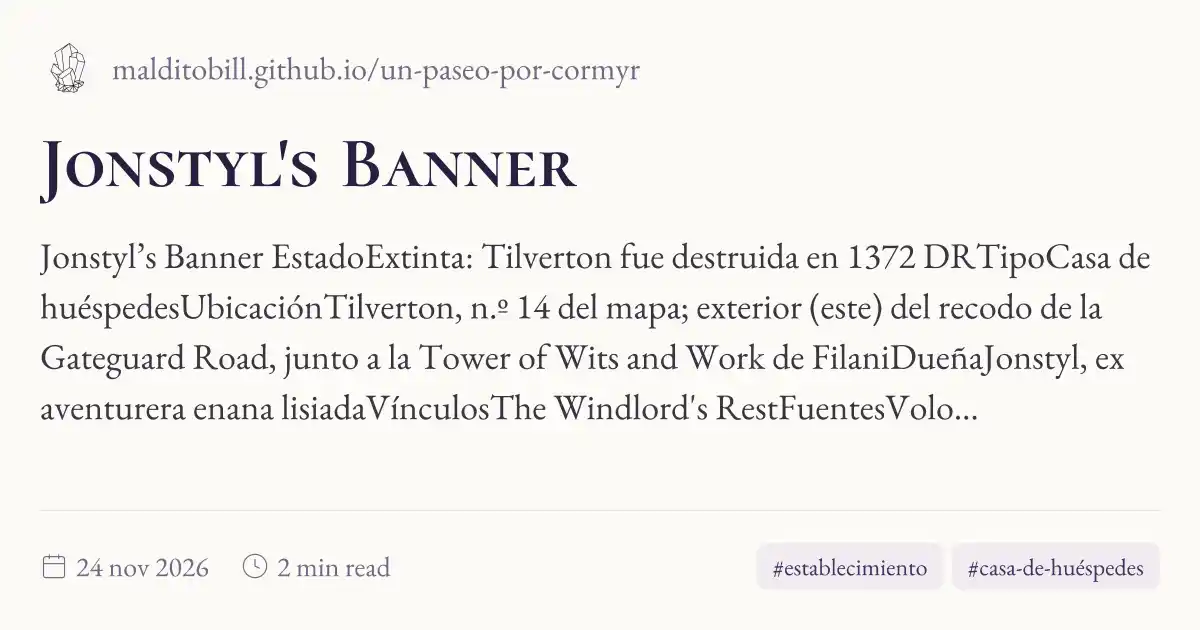 malditobill.github.io/un-paseo-por-cormyr
Jonstyl's Banner
Jonstyl’s Banner EstadoExtinta: Tilverton fue destruida en 1372 DRTipoCasa de
huéspedesUbicaciónTilverton, n.º 14 del mapa; exterior (este) del recodo de la
Gateguard Road, junto a la Tower of Wits and Work de FilaniDueñaJonstyl, ex
aventurera enana lisiadaVínculosThe Windlord's RestFuentesVolo...
24 nov 2026 2 min read #establecimiento #casa-de-huéspedes